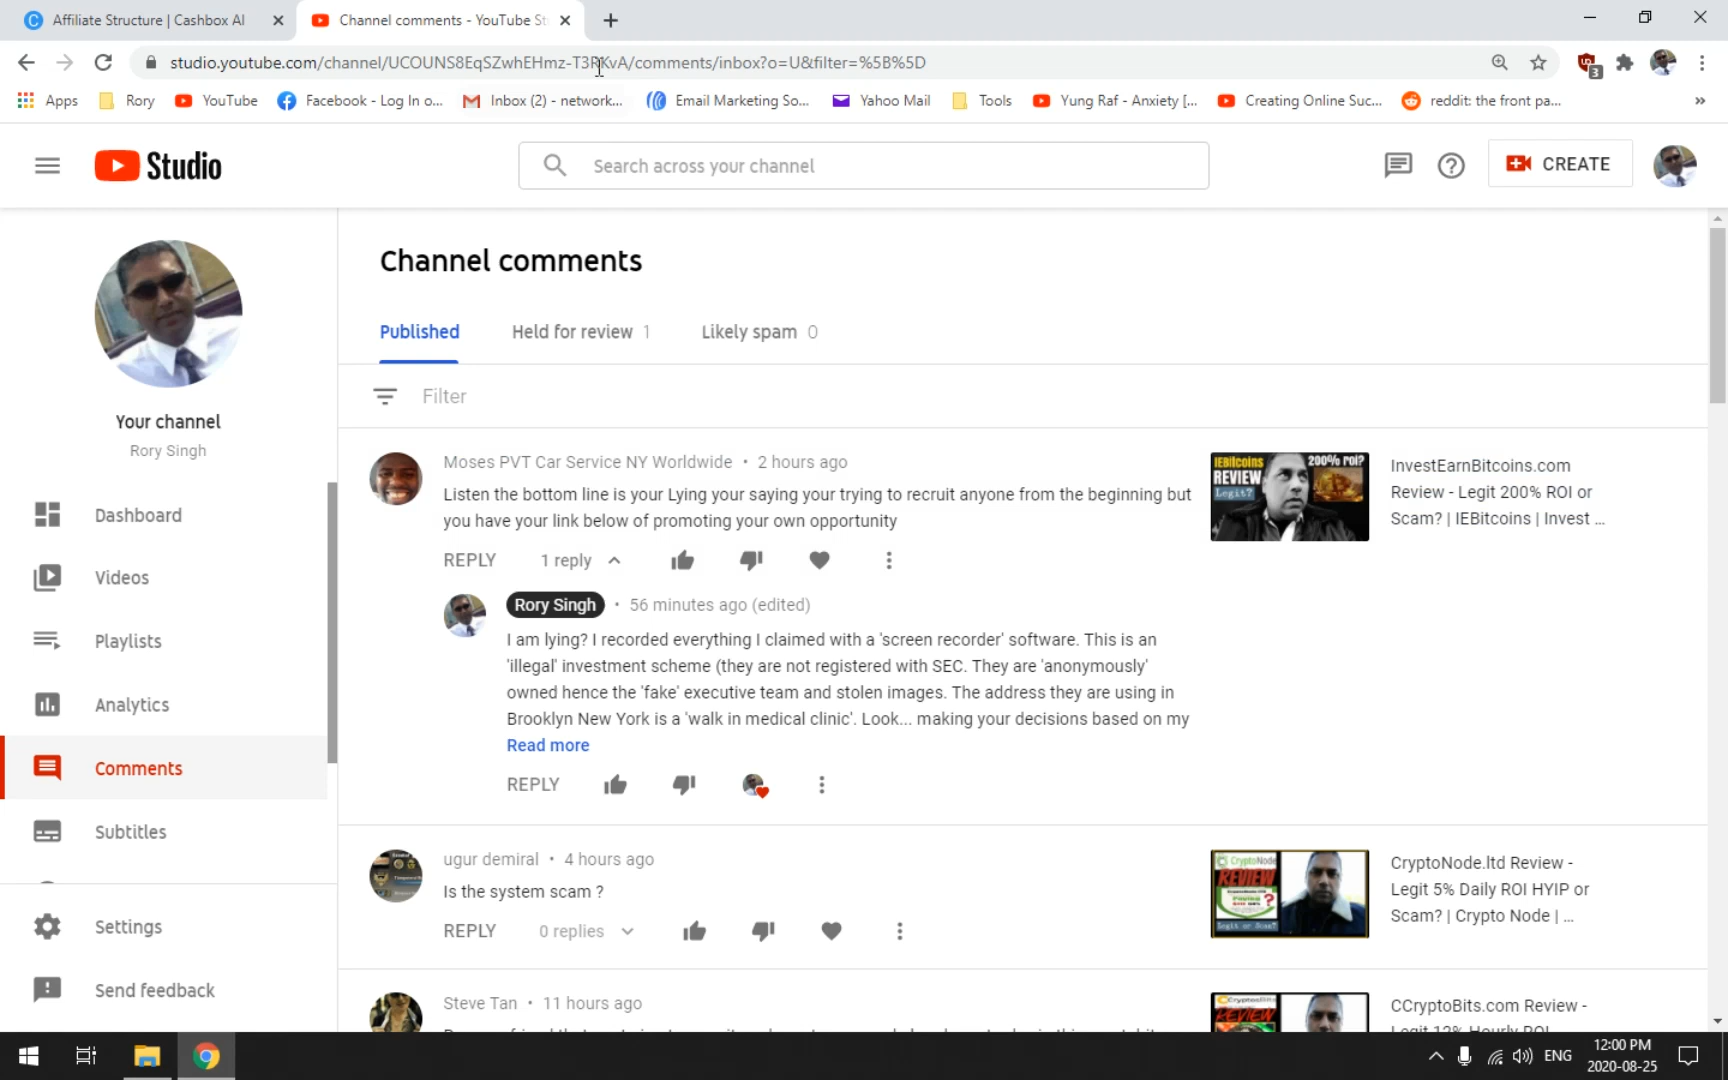 Affiliate Structure | Cashbox AI
Channel comments - YouTube St
studio.youtube.com/channel/UCOUNS8EqSZwhEHmz-T3RKvA/comments/inbox?o=U&filter=%5B%5D
3
Apps
Rory
YouTube
Facebook - Log In o...
Inbox (2) - network...
Email Marketing So...
Yahoo Mail
Tools
Yung Raf - Anxiety [...
Creating Online Suc...
reddit: the front pa...
Studio
Search across your channel
CREATE
Your channel
Rory Singh
Dashboard
Videos
Playlists
Analytics
Comments
Subtitles
Settings
Send feedback
Channel comments
Published
Held for review 1
Likely spam 0
Filter
Moses PVT Car Service NY Worldwide • 2 hours ago
Listen the bottom line is your Lying your saying your trying to recruit anyone from the beginning but
you have your link below of promoting your own opportunity
REPLY 1 reply
IEBitcoins 200% ROI?
REVIEW
Legit?
InvestEarnBitcoins.com
Review - Legit 200% ROI or
Scam? | IEBitcoins | Invest ...
Rory Singh • 56 minutes ago (edited)
I am lying? I recorded everything I claimed with a 'screen recorder' software. This is an
'illegal' investment scheme (they are not registered with SEC. They are 'anonymously'
owned hence the 'fake' executive team and stolen images. The address they are using in
Brooklyn New York is a 'walk in medical clinic'. Look... making your decisions based on my
Read more
REPLY
ugur demiral • 4 hours ago
Is the system scam ?
REPLY 0 replies
CryptoNode
REVIEW
Legit or Scam?
CryptoNode.ltd Review -
Legit 5% Daily ROI HYIP or
Scam? | Crypto Node | ...
Steve Tan • 11 hours ago
REVIEW
CCryptoBits.com Review -
Legit 12% Hourly ROI
ENG
12:00 PM
2020-08-25